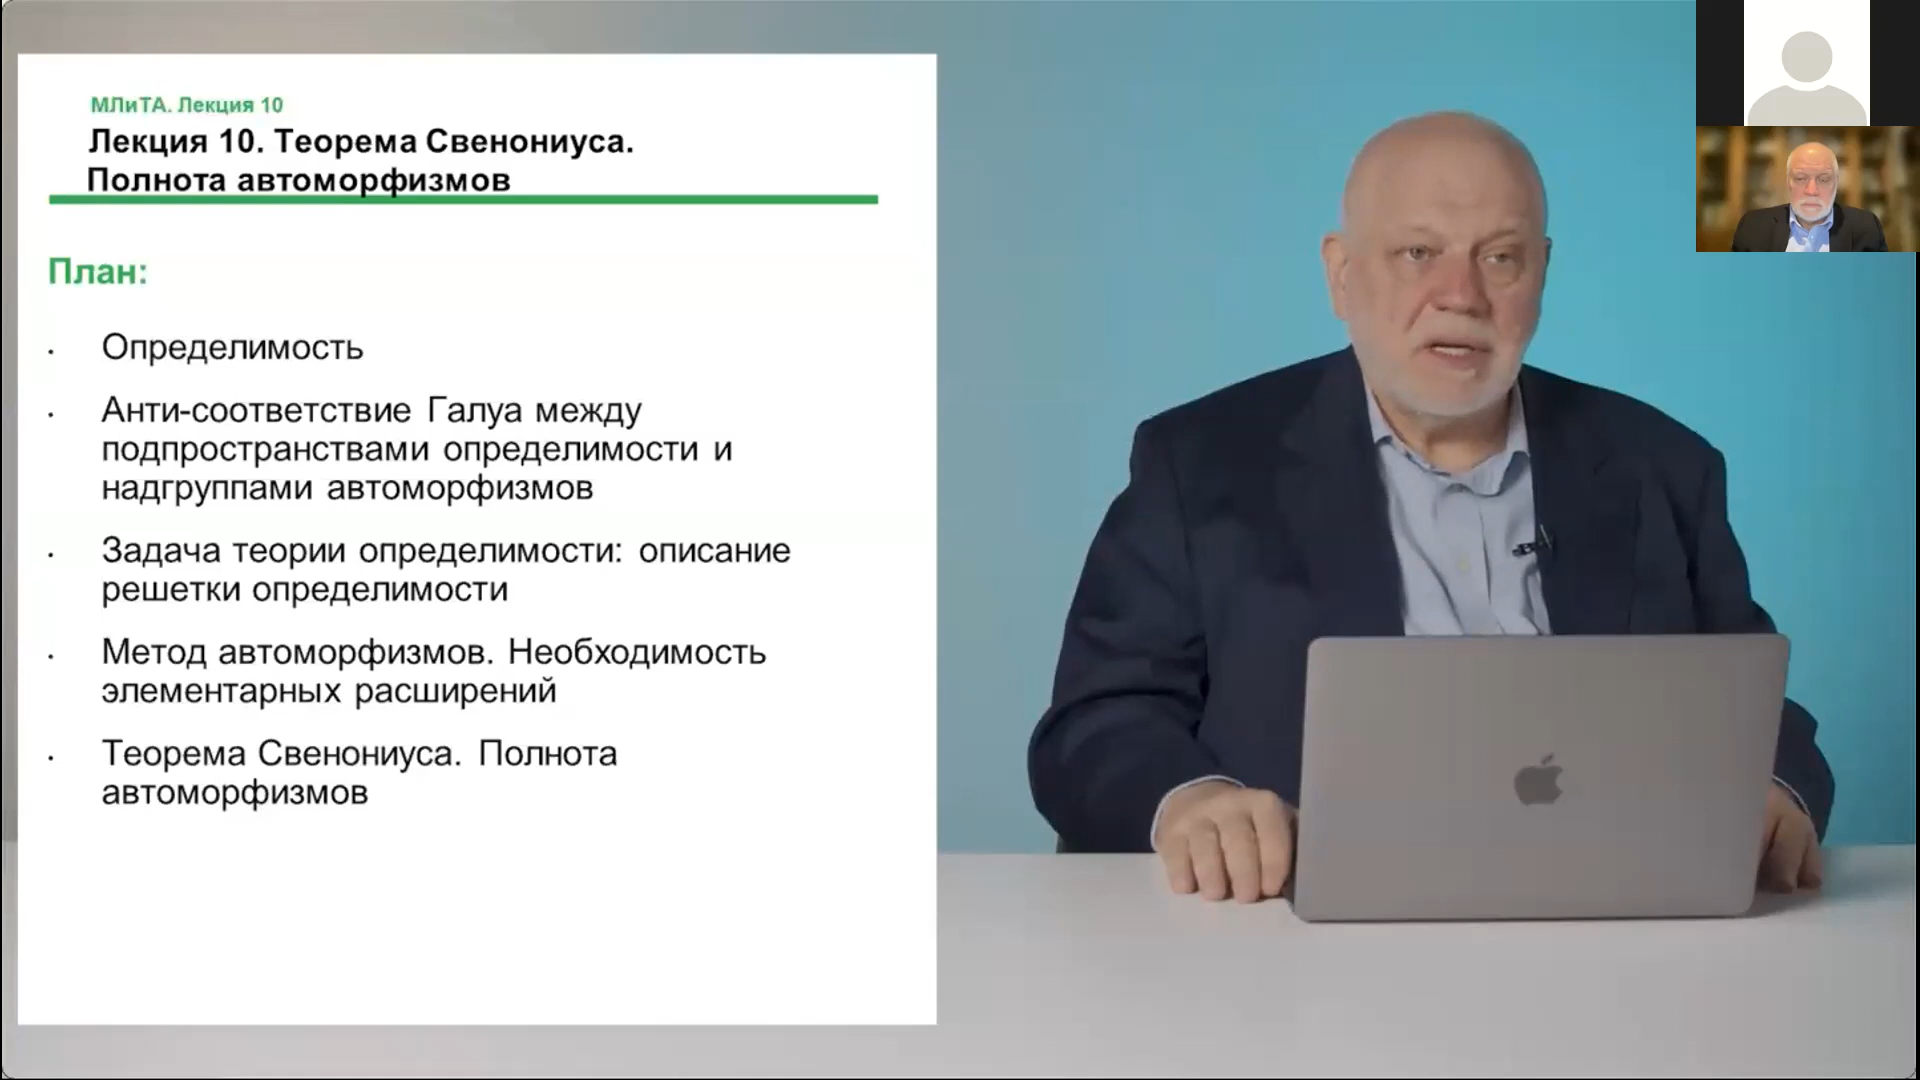 МЛиТА. Лекция 10
Лекция 10. Теорема Свенониуса.
Полнота автоморфизмов
План:
• Определимость
• Анти-соответствие Галуа между
подпространствами определимости и
надгруппами автоморфизмов
• Задача теории определимости: описание
решетки определимости
• Метод автоморфизмов. Необходимость
элементарных расширений
• Теорема Свенониуса. Полнота
автоморфизмов